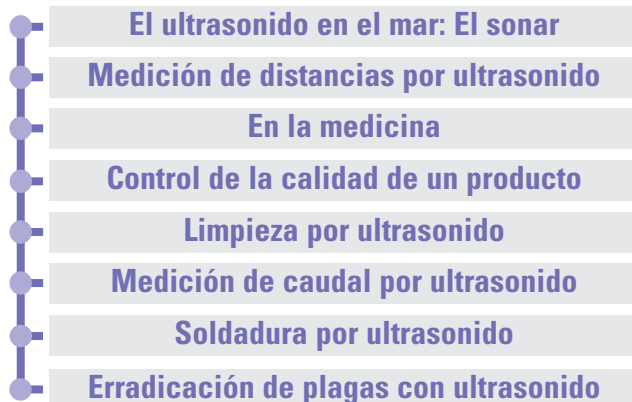 El ultrasonido en el mar: El sonar
Medición de distancias por ultrasonido
En la medicina
Control de la calidad de un producto
Limpieza por ultrasonido
Medición de caudal por ultrasonido
Soldadura por ultrasonido
Erradicación de plagas con ultrasonido